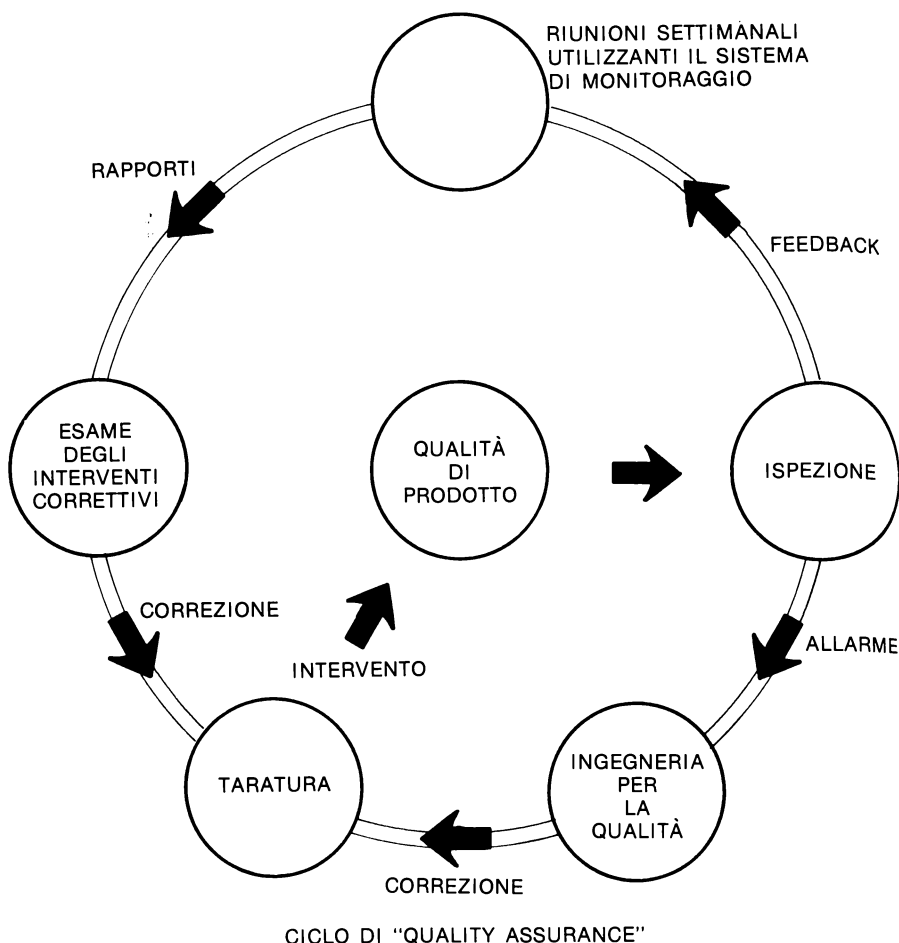 RIUNIONI SETTIMANALI
UTILIZZANTI IL SISTEMA
DI MONITORAGGIO
RAPPORTI
FEEDBACK
ESAME
DEGLI
INTERVENTI
CORRETTIVI
QUALITÀ
DI
PRODOTTO
ISPEZIONE
CORREZIONE
INTERVENTO
ALLARME
TARATURA
INGEGNERIA
PER
LA
QUALITÀ
CORREZIONE
CICLO DI "QUALITY ASSURANCE"